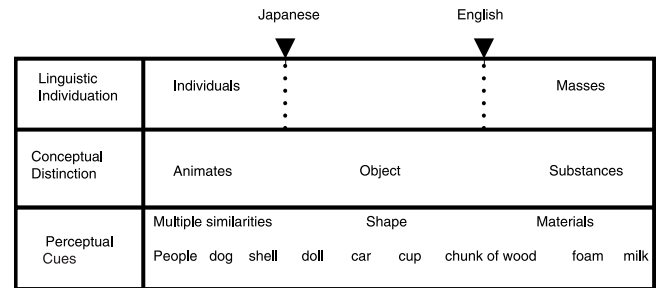 Japanese English
Linguistic Individuation Individuals Masses
Conceptual Distinction Animates Object Substances
Multiple similarities Shape Materials
Perceptual Cues People dog shell doll car cup chunk of wood foam milk